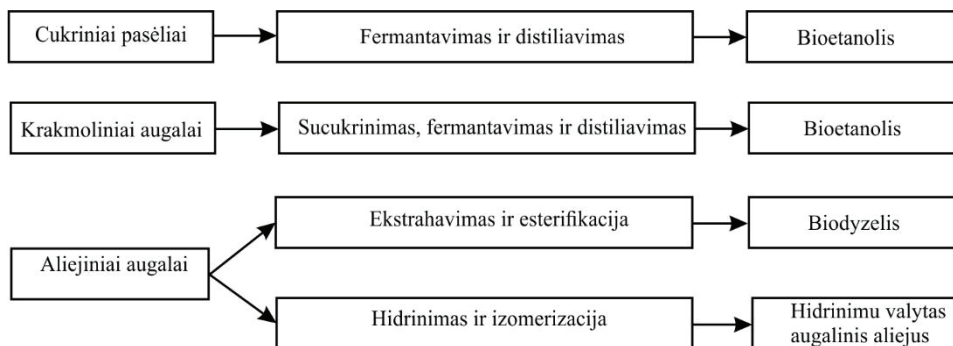 Cukriniai pasėliai
Fermantavimas ir distiliavimas
Bioetanolis
Krakmoliniai augalai
Sucukrinimas, fermantavimas ir distiliavimas
Bioetanolis
Aliejiniai augalai
Ekstrahavimas ir esterifikacija
Biodyzelis
Hidrinimas ir izomerizacija
Hidrinimu valytas
augalinis aliejus